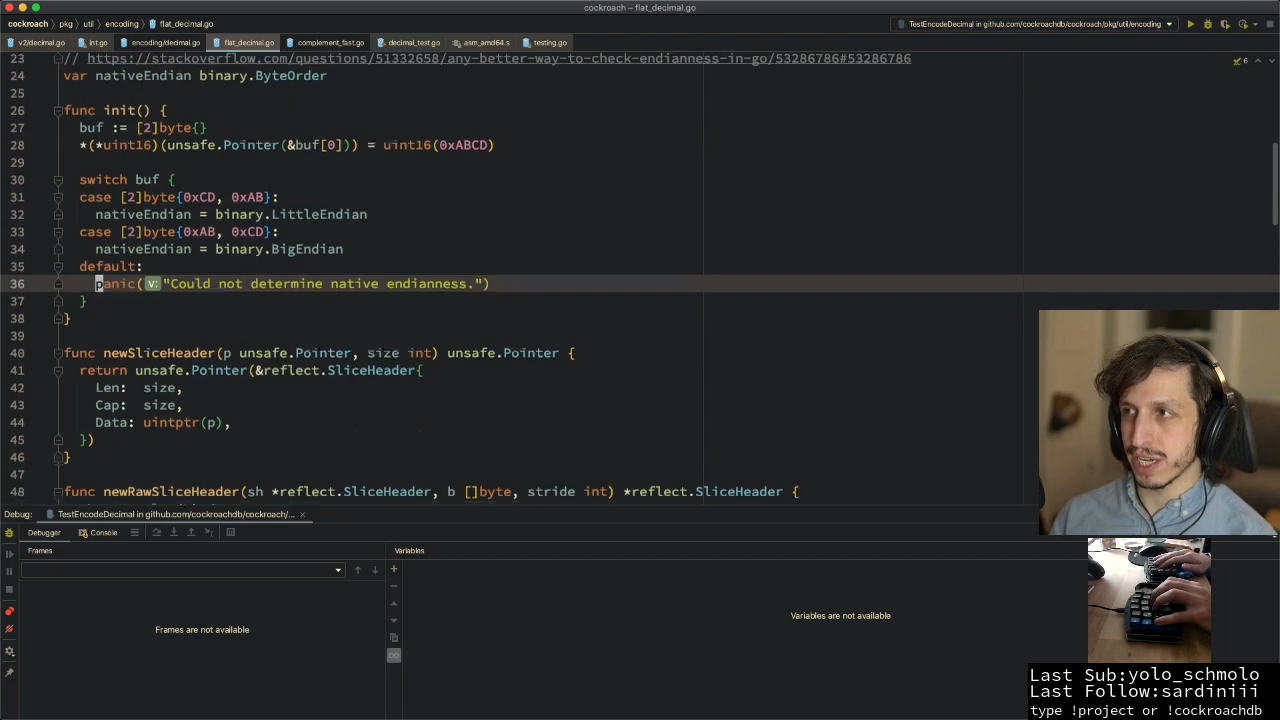 cockroach – flat_decimal.go
cockroach › pkg › util › encoding › flat_decimal.go
TestEncodeDecimal in github.com/cockroachdb/cockroach/pkg/util/encoding
v2/decimal.go int.go encoding/decimal.go flat_decimal.go complement_fast.go decimal_test.go asm_amd64.s testing.go
23 // https://stackoverflow.com/questions/51332658/any-better-way-to-check-endianness-in-go/53286786#53286786
6
24 var nativeEndian binary.ByteOrder
25
26 func init() {
27 buf := [2]byte{}
28 *(*uint16)(unsafe.Pointer(&buf[0])) = uint16(0xABCD)
29
30 switch buf {
31 case [2]byte{0xCD, 0xAB}:
32 nativeEndian = binary.LittleEndian
33 case [2]byte{0xAB, 0xCD}:
34 nativeEndian = binary.BigEndian
35 default:
36 panic( v: "Could not determine native endianness.")
37 }
38 }
39
40 func newSliceHeader(p unsafe.Pointer, size int) unsafe.Pointer {
41 return unsafe.Pointer(&reflect.SliceHeader{
42 Len: size,
43 Cap: size,
44 Data: uintptr(p),
45 })
46 }
47
48 func newRawSliceHeader(sh *reflect.SliceHeader, b []byte, stride int) *reflect.SliceHeader {
Debug: TestEncodeDecimal in github.com/cockroachdb/cockroach/...
Debugger Console
Frames Variables
Frames are not available
Variables are not available
Last Sub:yolo_schmolo
Last Follow:sardiniii
type !project or !cockroachdb